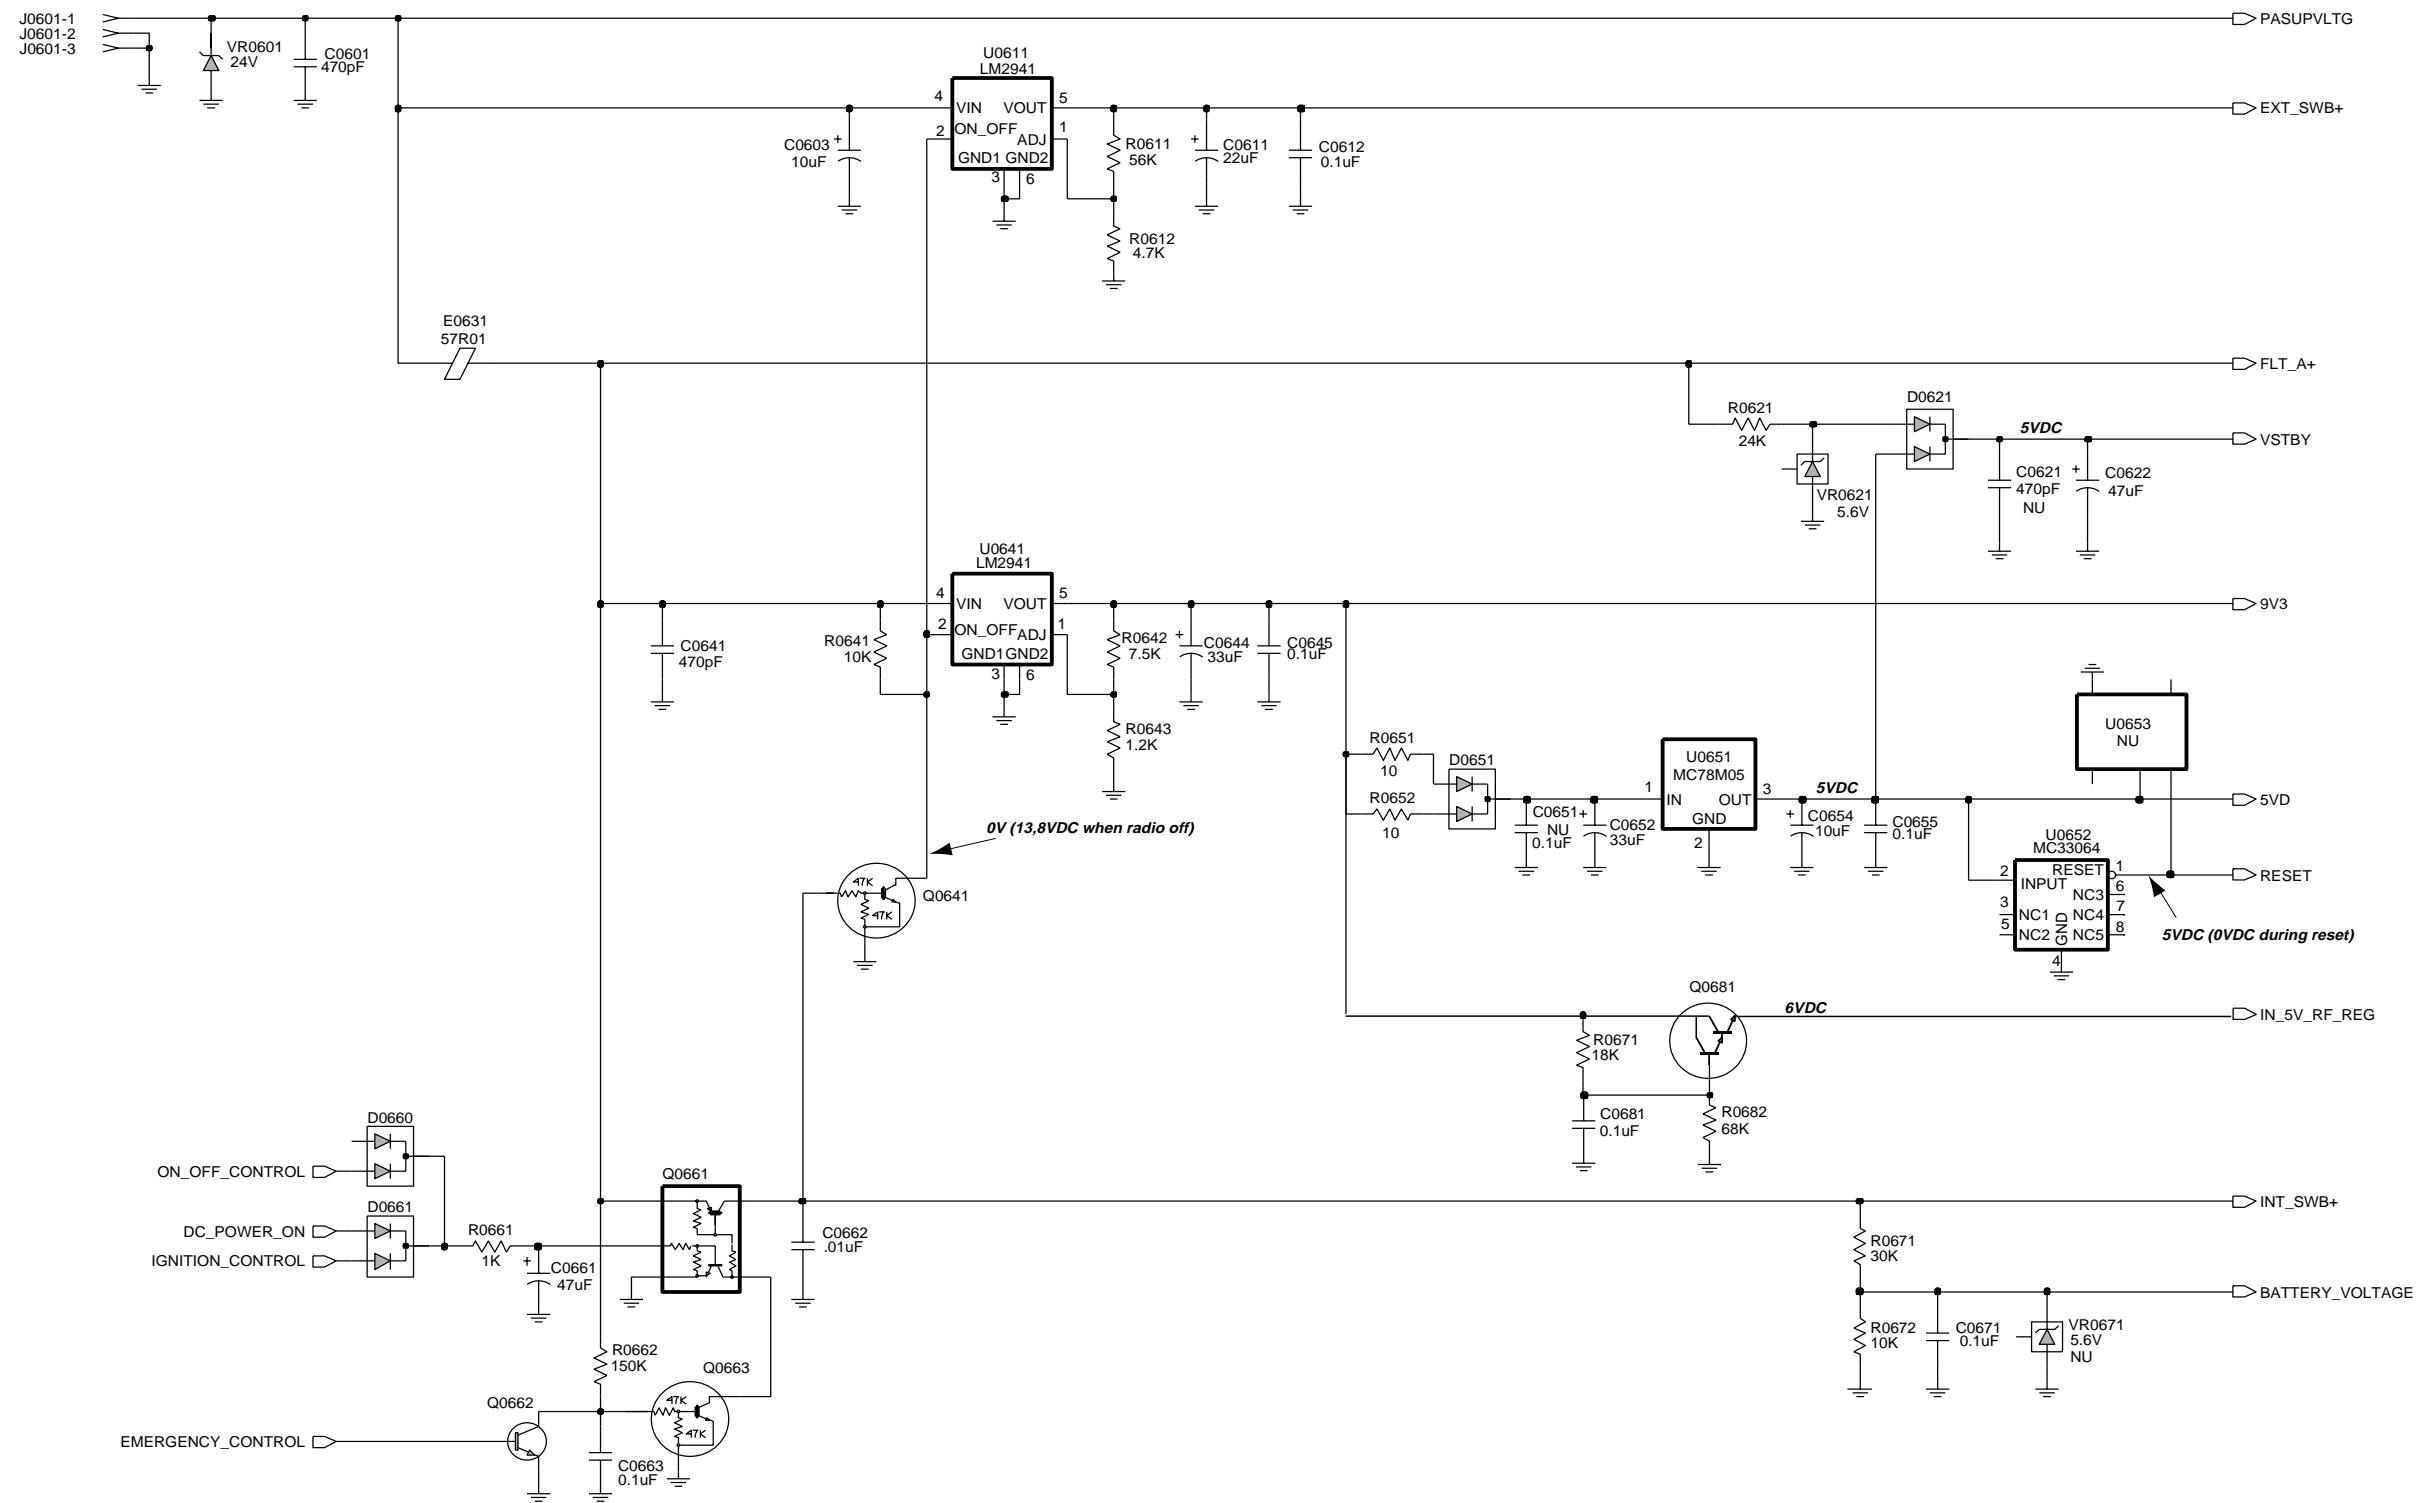 J0601-1
J0601-2
J0601-3
VR0601
24V
C0601
470pF
PASUPVLTG
U0611
LM2941
4
VIN
VOUT
5
2
ON_OFF
ADJ
1
GND1
GND2
3
6
C0603
+
10uF
R0611
56K
+
C0611
22uF
C0612
0.1uF
R0612
4.7K
EXT_SWB+
E0631
57R01
FLT_A+
R0621
24K
D0621
5VDC
VSTBY
VR0621
5.6V
C0621
470pF
NU
+
C0622
47uF
U0641
LM2941
4
VIN
VOUT
5
2
ON_OFF
ADJ
1
GND1
GND2
3
6
C0641
470pF
R0641
10K
R0642
7.5K
+
C0644
33uF
C0645
0.1uF
R0643
1.2K
9V3
U0653
NU
R0651
10
R0652
10
D0651
C0651
NU
0.1uF
+
C0652
33uF
U0651
MC78M05
1
IN
OUT
3
GND
2
5VDC
+
C0654
10uF
C0655
0.1uF
5VD
U0652
MC33064
2
INPUT
RESET
1
NC3
6
3
NC1
NC4
7
5
NC2
NC5
8
GND
4
RESET
5VDC (0VDC during reset)
0V (13,8VDC when radio off)
47K
47K
Q0641
Q0681
6VDC
IN_5V_RF_REG
R0671
18K
C0681
0.1uF
R0682
68K
D0660
ON_OFF_CONTROL
D0661
DC_POWER_ON
IGNITION_CONTROL
R0661
1K
+
C0661
47uF
Q0661
C0662
.01uF
INT_SWB+
R0671
30K
BATTERY_VOLTAGE
R0672
10K
C0671
0.1uF
VR0671
5.6V
NU
R0662
150K
Q0663
47K
47K
Q0662
EMERGENCY_CONTROL
C0663
0.1uF